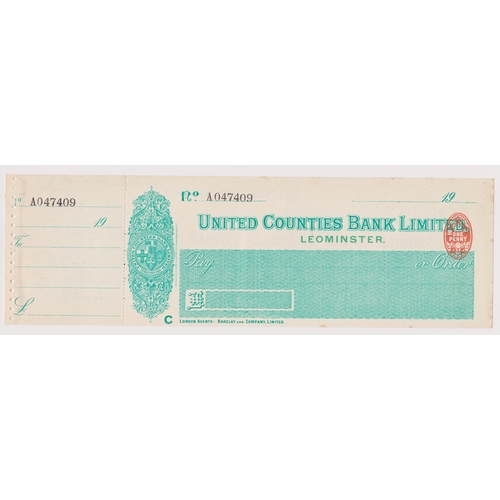 No A047409
19
To
£
No A047409 19
UNITED COUNTIES BANK LIMITED.
LEOMINSTER.
ONE PENNY
Pay or Order
£
C
LONDON AGENTS: BARCLAY AND COMPANY, LIMITED.